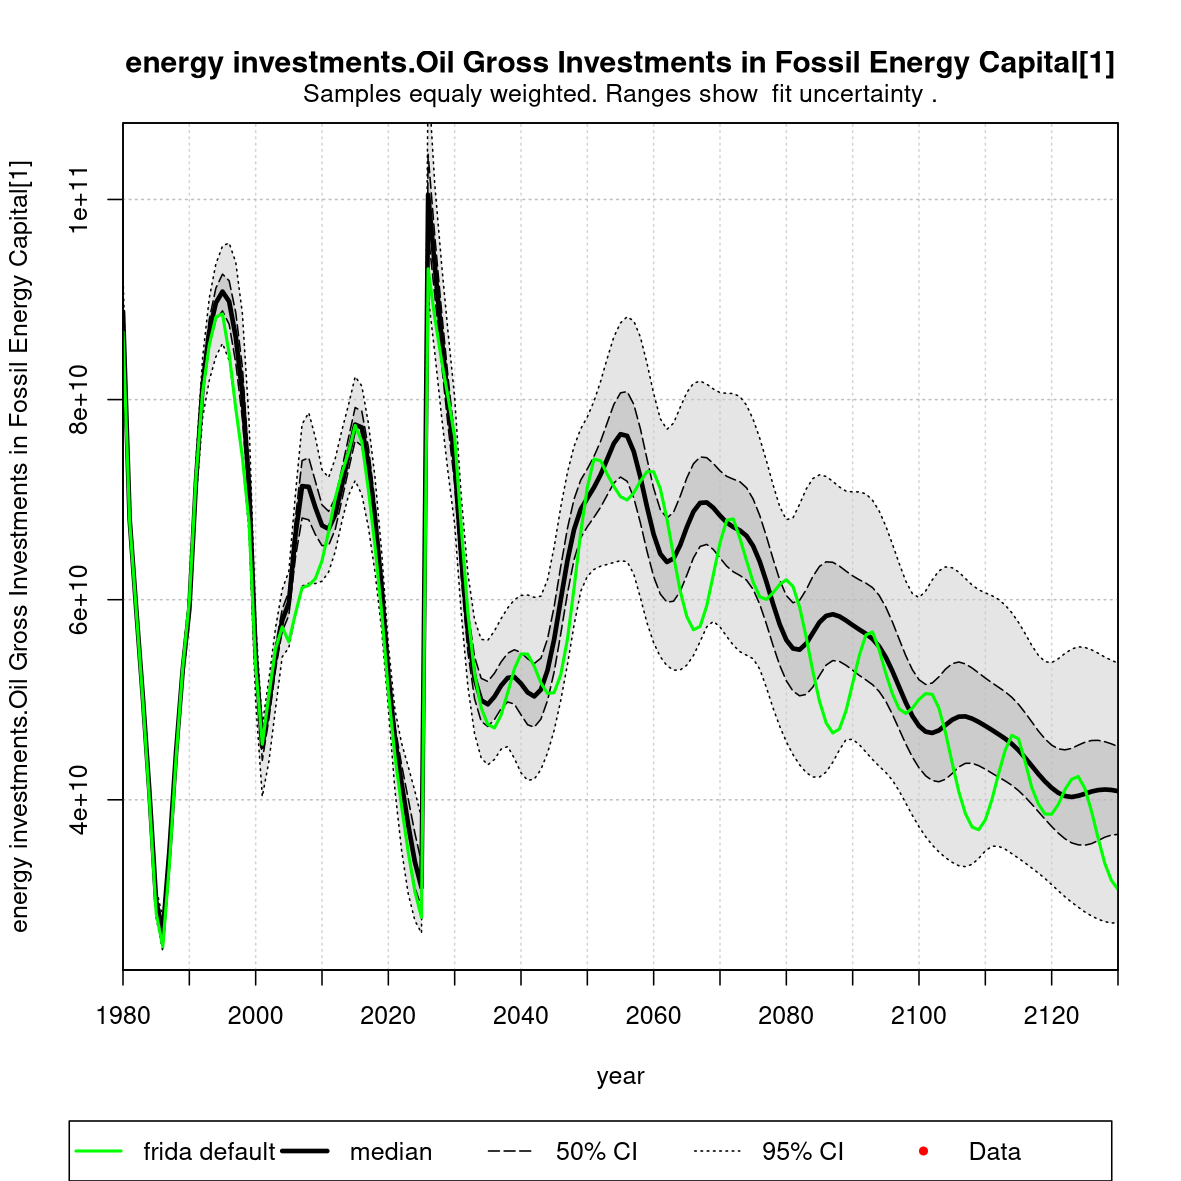 energy investments.Oil Gross Investments in Fossil Energy Capital[1]
Samples equaly weighted. Ranges show  fit uncertainty .
energy investments.Oil Gross Investments in Fossil Energy Capital[1]
1e+11
8e+10
6e+10
4e+10
1980 2000 2020 2040 2060 2080 2100 2120
year
frida default median 50% CI 95% CI Data